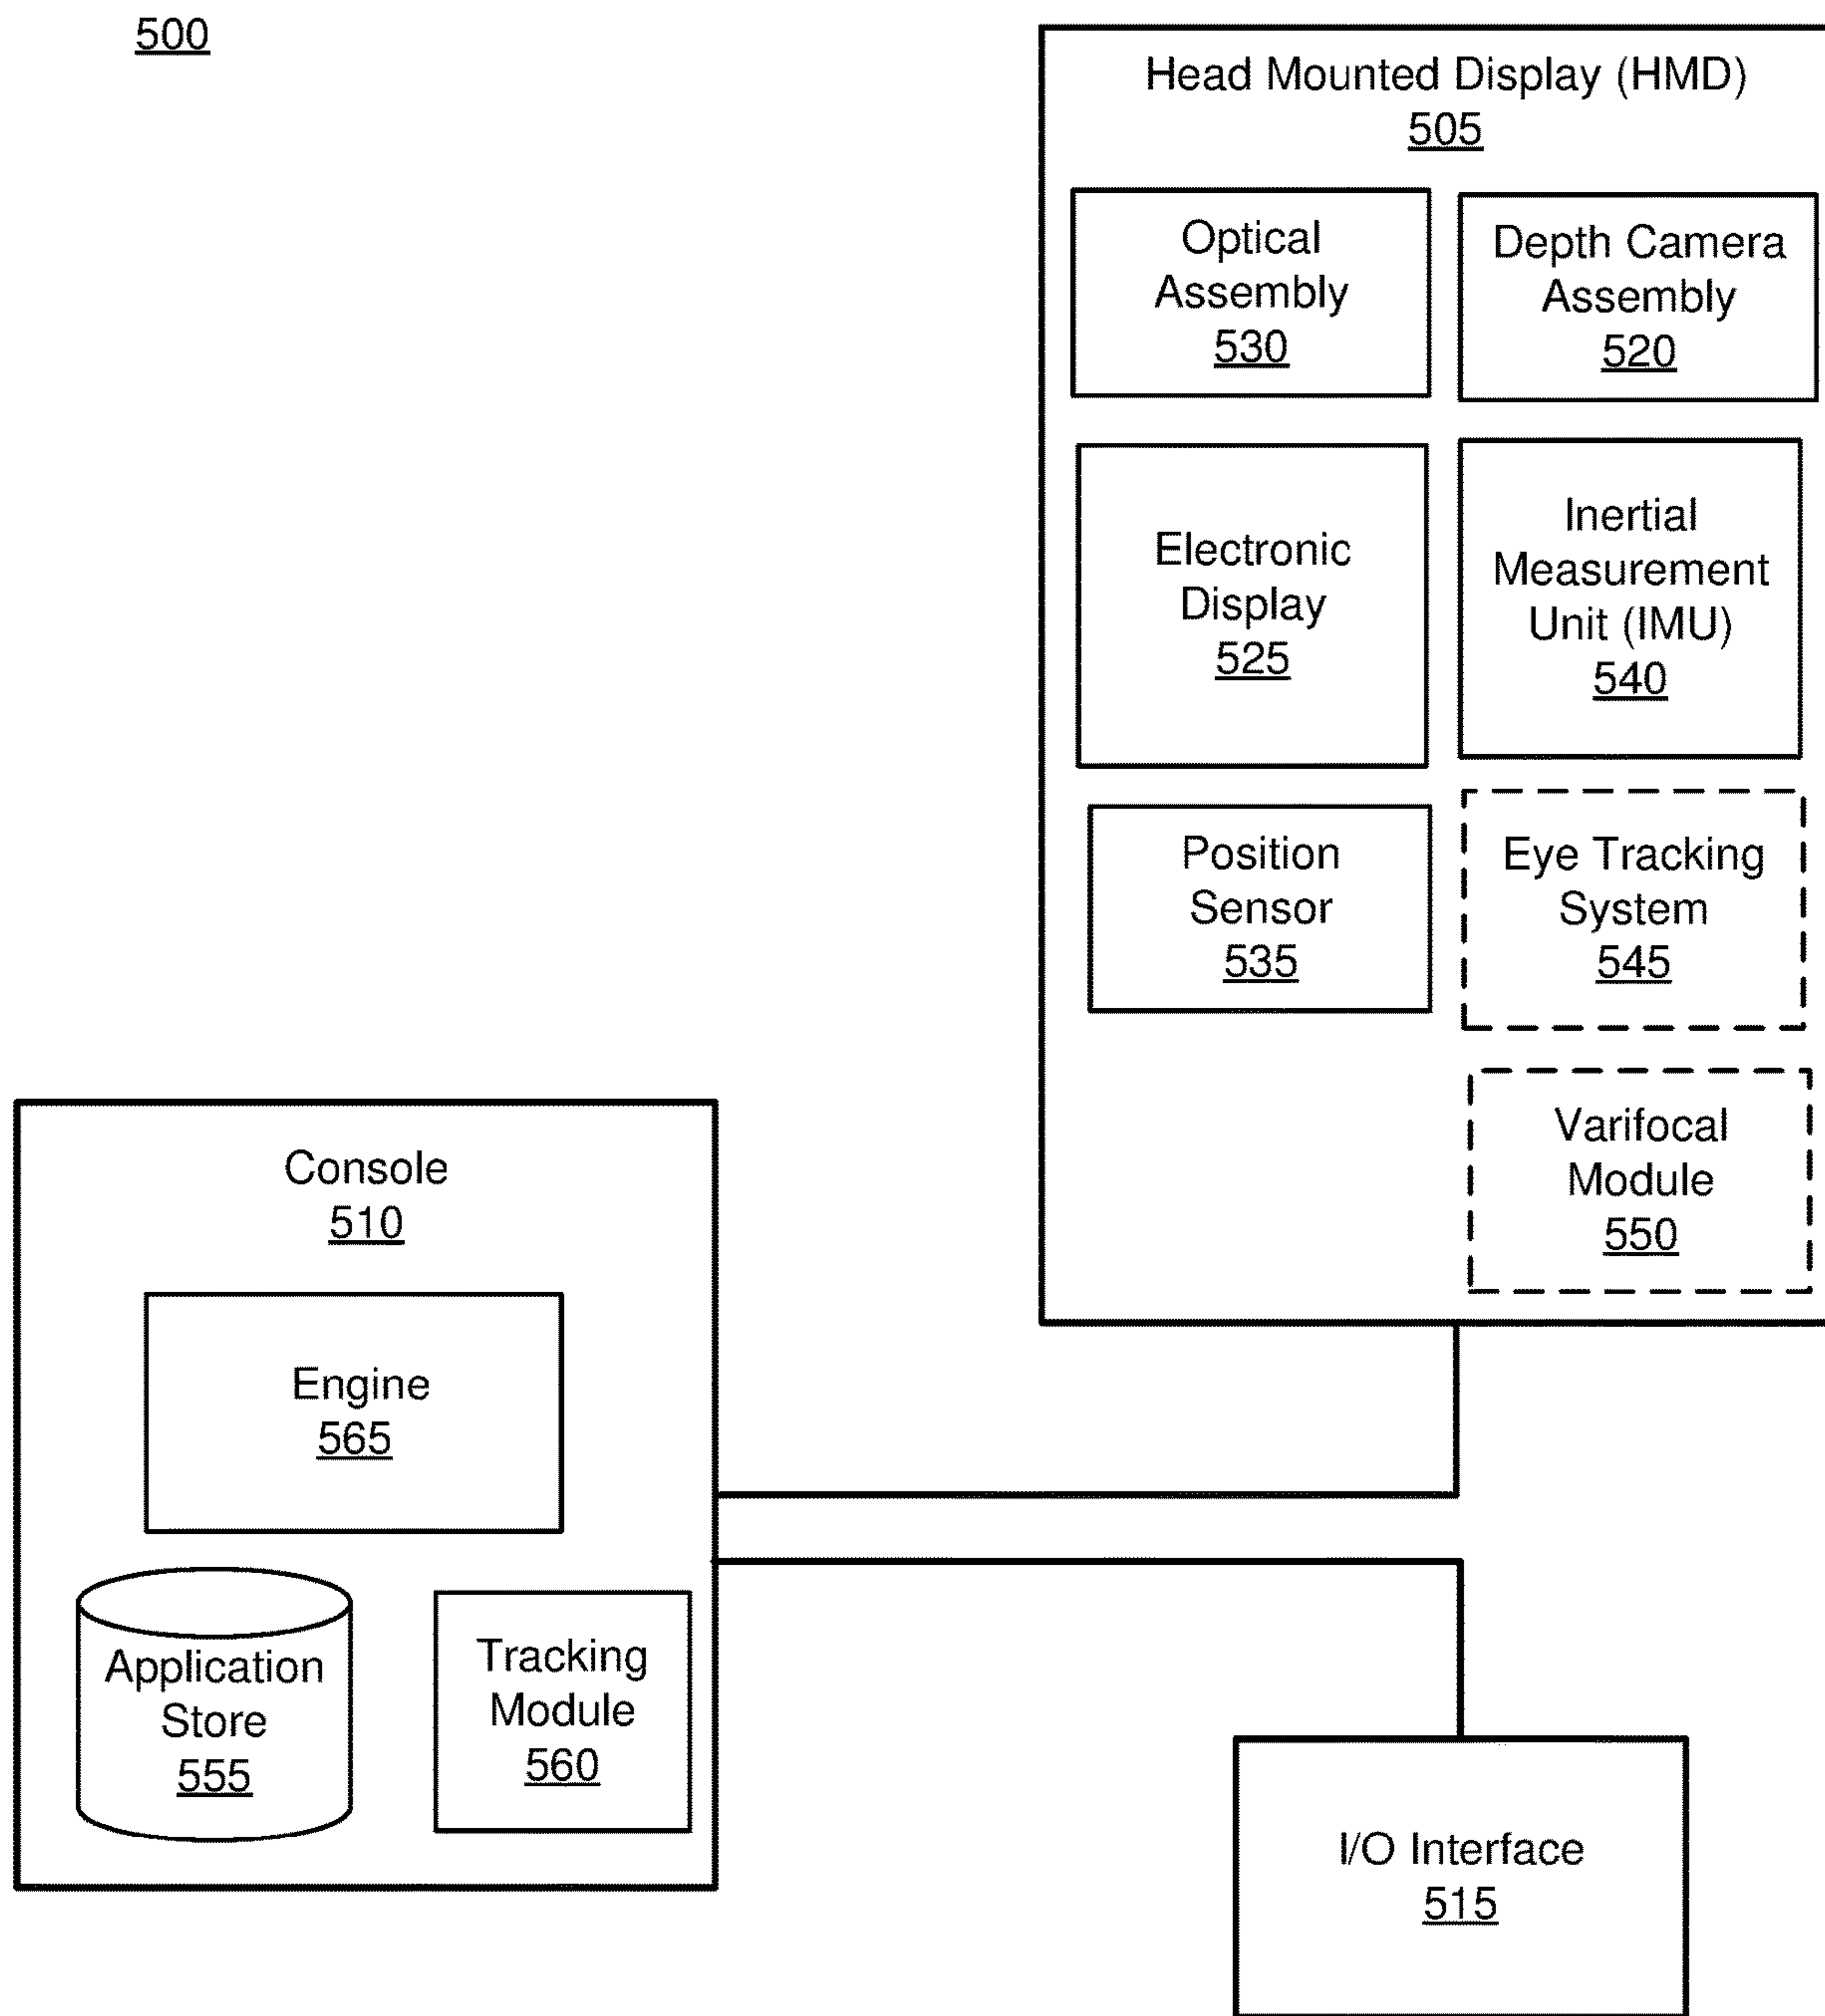 500
Head Mounted Display (HMD)
505
Optical
Assembly
530
Depth Camera
Assembly
520
Electronic
Display
525
Inertial
Measurement
Unit (IMU)
540
Position
Sensor
535
Eye Tracking
System
545
Varifocal
Module
550
Console
510
Engine
565
Application
Store
555
Tracking
Module
560
I/O Interface
515